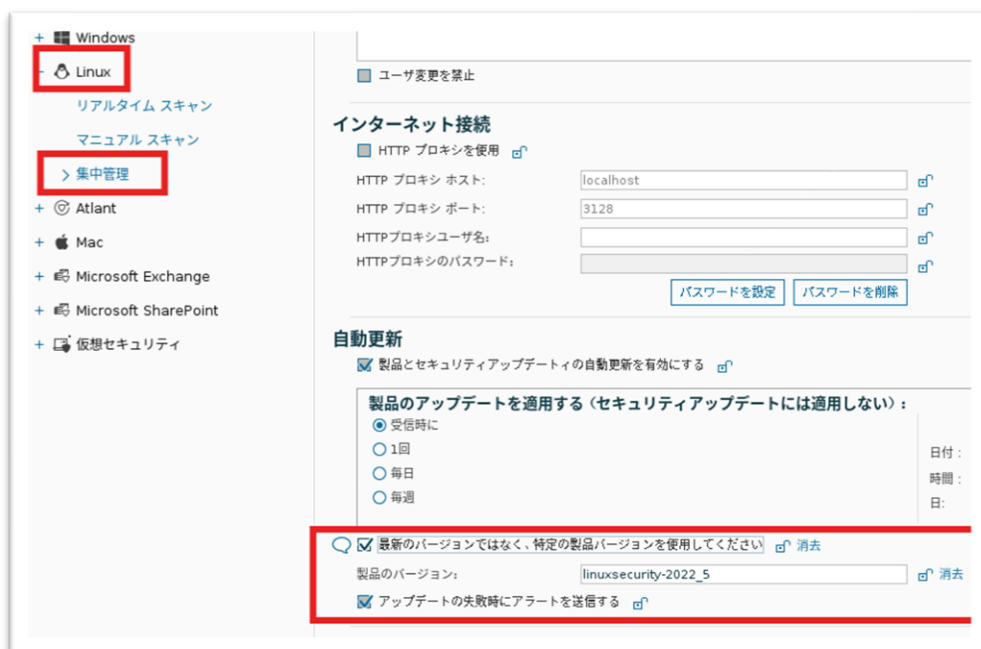 Windows
Linux
リアルタイム スキャン
マニュアル スキャン
集中管理
Atlant
Mac
Microsoft Exchange
Microsoft SharePoint
仮想セキュリティ
ユーザ変更を禁止
インターネット接続
HTTP プロキシを使用
HTTP プロキシ ホスト:
localhost
HTTP プロキシ ポート:
3128
HTTPプロキシユーザ名:
HTTPプロキシのパスワード:
パスワードを設定
パスワードを削除
自動更新
製品とセキュリティアップデートィの自動更新を有効にする
製品のアップデートを適用する（セキュリティアップデートには適用しない）:
受信時に
1回
毎日
毎週
日付:
時間:
日:
最新のバージョンではなく、特定の製品バージョンを使用してください
消去
製品のバージョン:
linuxsecurity-2022_5
消去
アップデートの失敗時にアラートを送信する